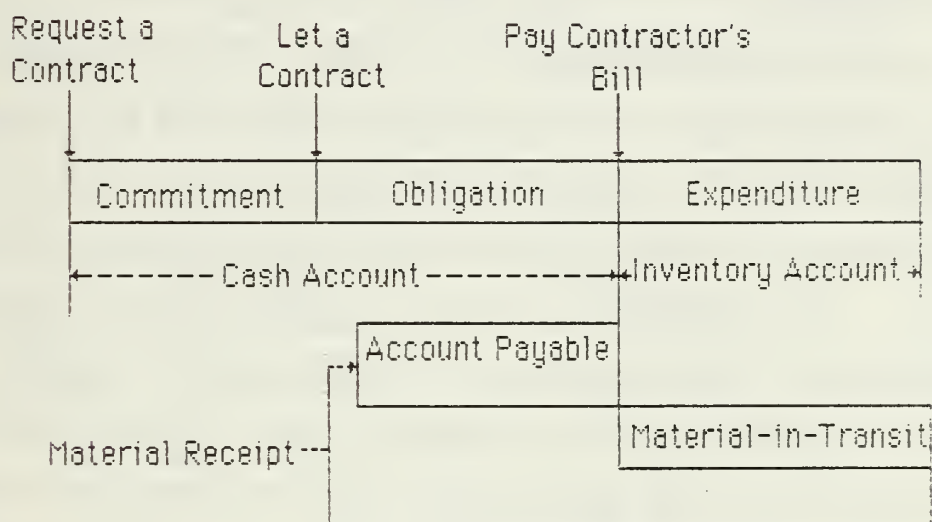 Request a
Contract
Let a
Contract
Pay Contractor's
Bill
Commitment
Obligation
Expenditure
Cash Account
Inventory Account
Account Payable
Material-in-Transit
Material Receipt